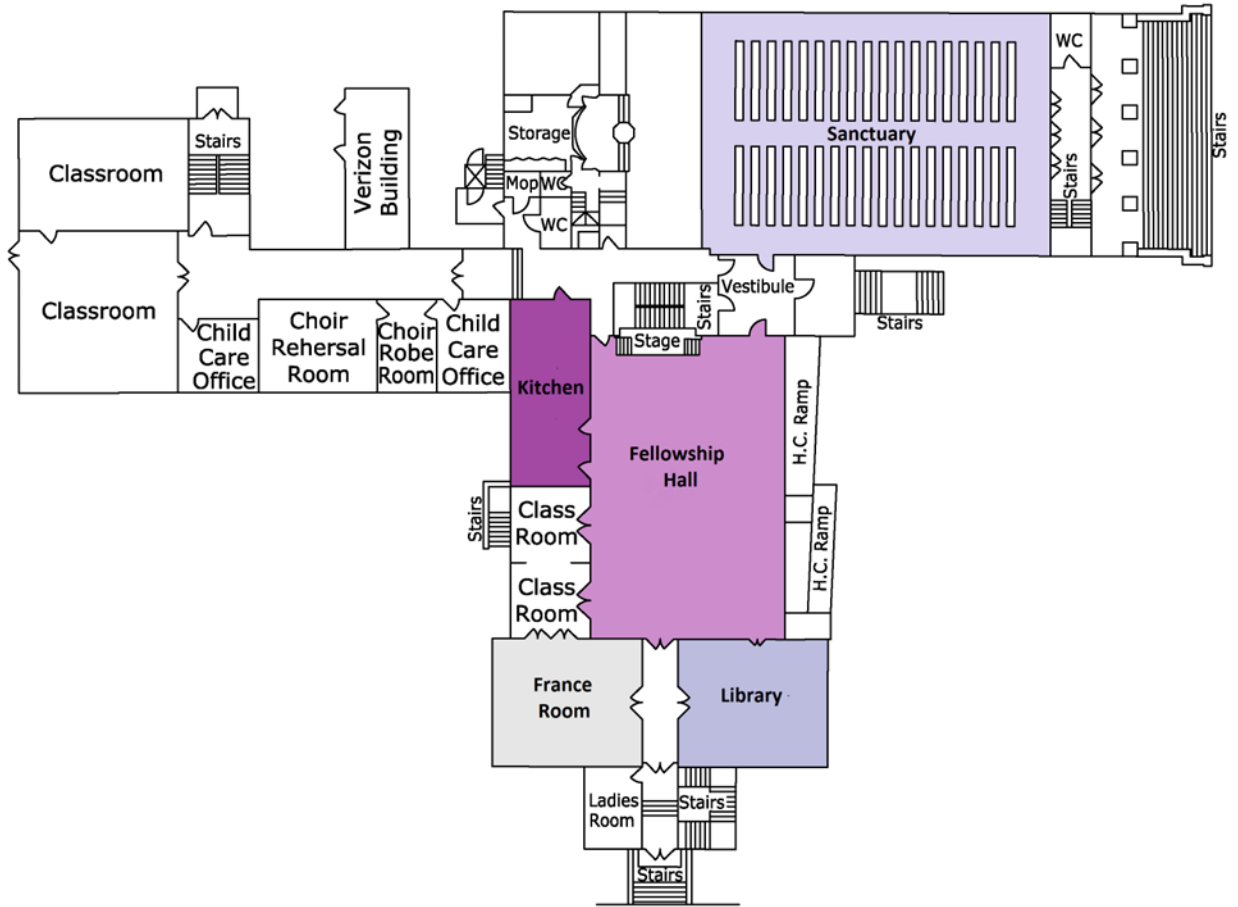 WC
Stairs
Sanctuary
Stairs
Storage
Stairs
Classroom
Verizon
Building
Mop
WC
WC
Classroom
Vestibule
Stairs
Stairs
Stage
Child
Care
Office
Choir
Rehersal
Room
Choir
Robe
Room
Child
Care
Office
Kitchen
H.C. Ramp
Fellowship
Hall
Stairs
Class
Room
H.C. Ramp
Class
Room
France
Room
Library
Ladies
Room
Stairs
Stairs